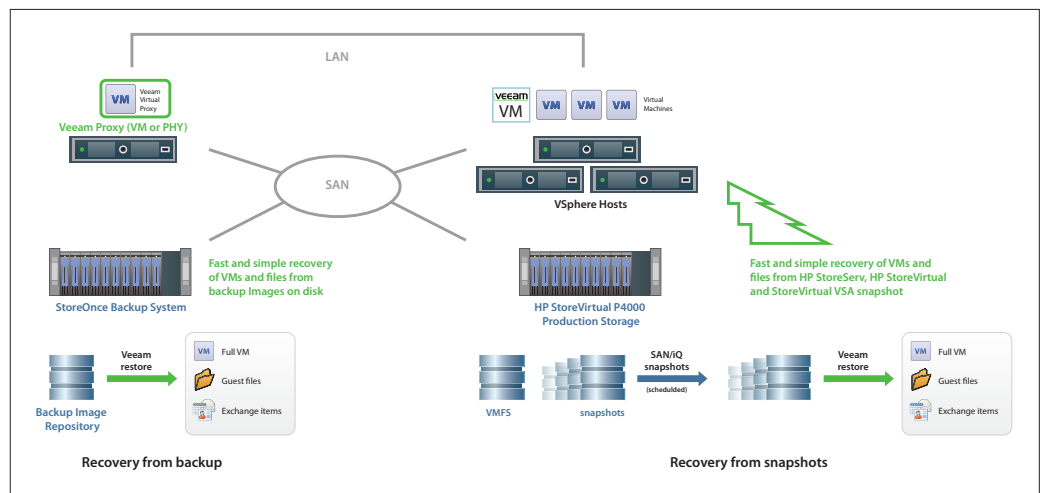 LAN
VM
Veeam
Virtual
Proxy
Veeam Proxy (VM or PHY)
veeam
VM
VM
VM
VM
Virtual
Machines
SAN
VSphere Hosts
StoreOnce Backup System
Fast and simple recovery
of VMs and files from
backup Images on disk
HP StoreVirtual P4000
Production Storage
Fast and simple recovery of VMs and
files from HP StoreServ, HP StoreVirtual
and StoreVirtual VSA snapshot
Backup Image
Repository
Veeam
restore
VM
Full VM
Guest files
Exchange items
Recovery from backup
VMFS
snapshots
SAN/iQ
snapshots
(schedulded)
Veeam
restore
VM
Full VM
Guest files
Exchange items
Recovery from snapshots